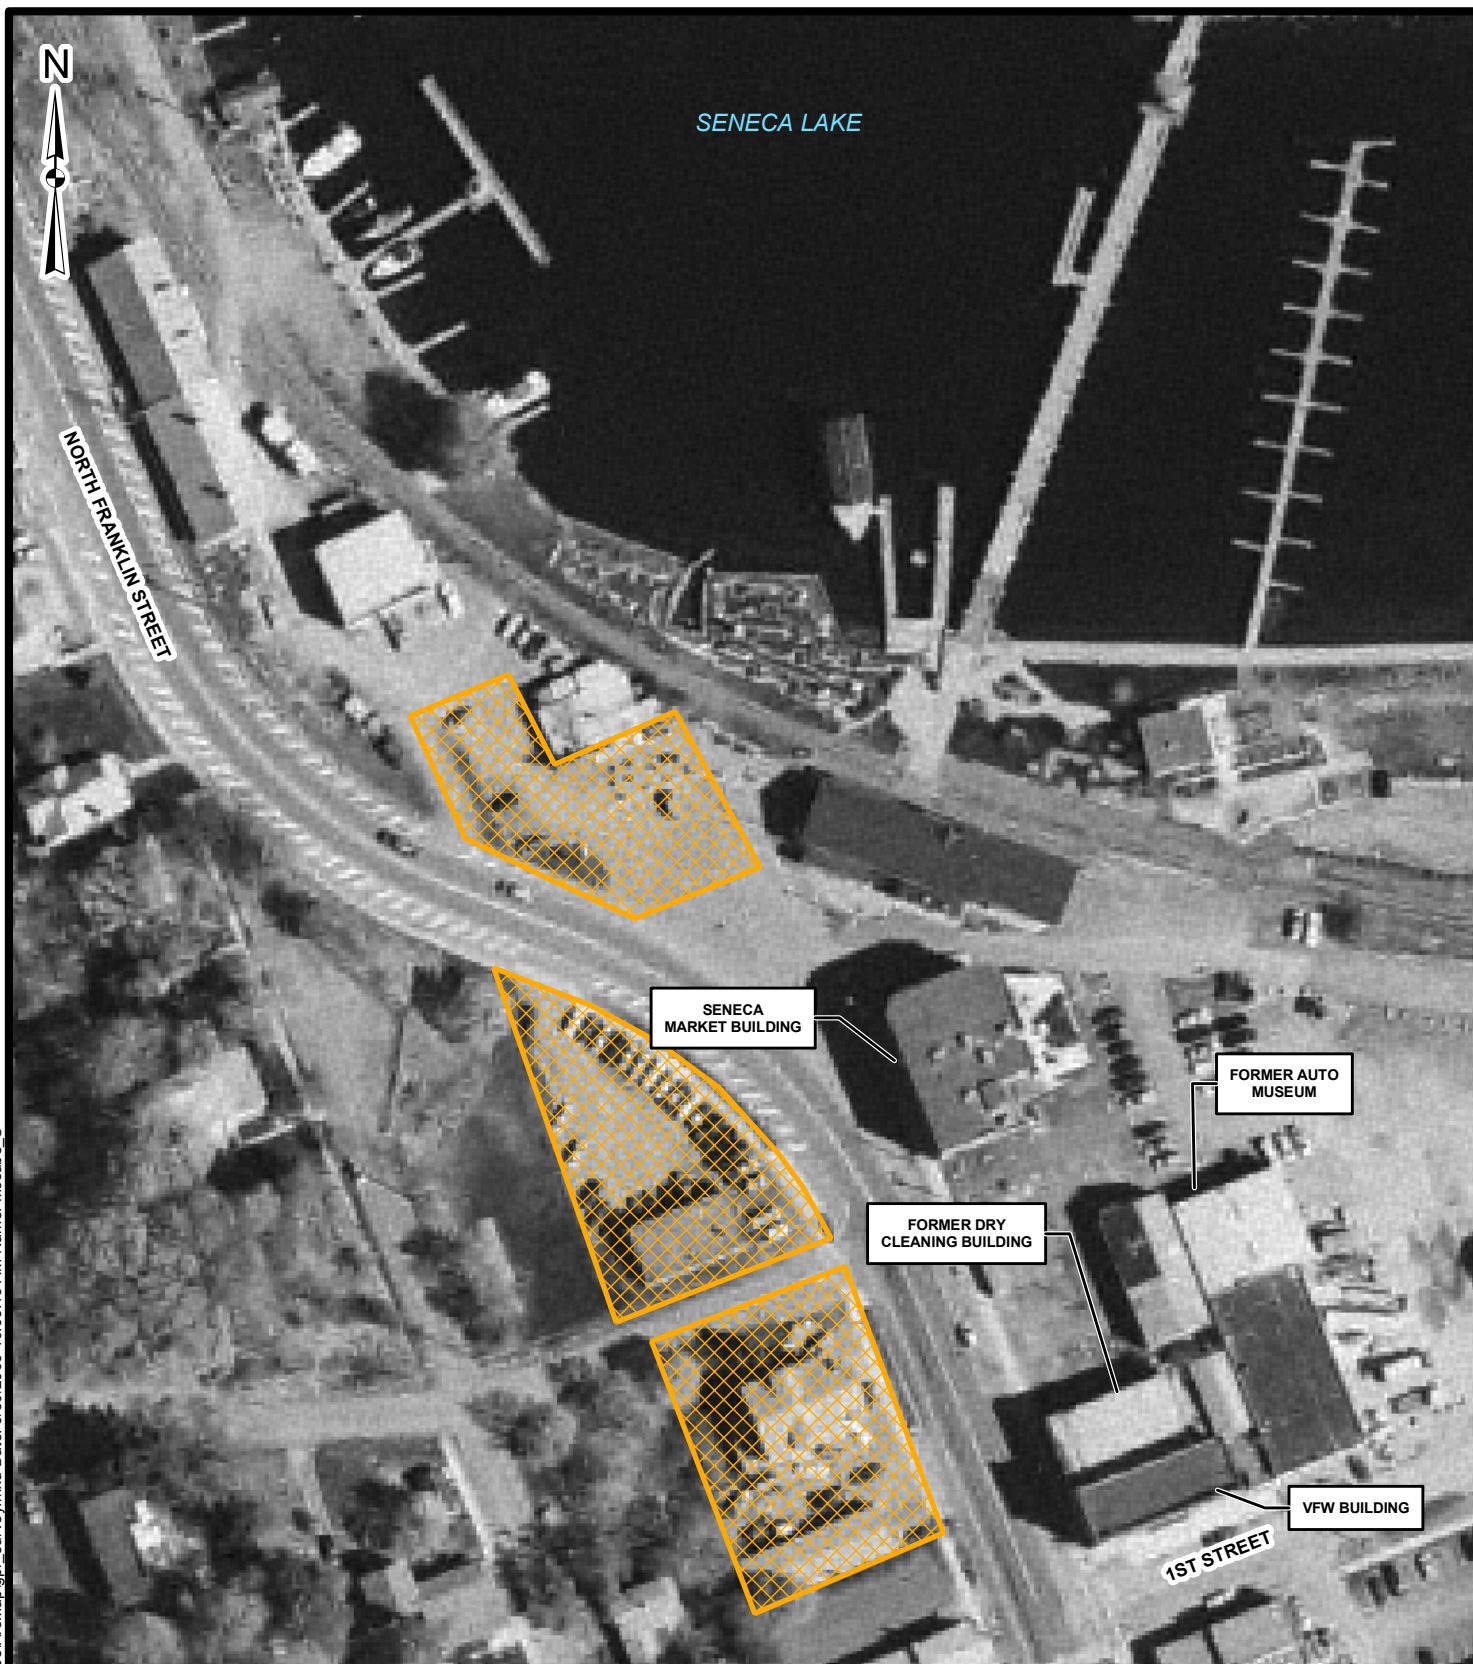 N
SENECA LAKE
NORTH FRANKLIN STREET
SENECA
MARKET BUILDING
FORMER AUTO
MUSEUM
FORMER DRY
CLEANING BUILDING
VFW BUILDING
1ST STREET